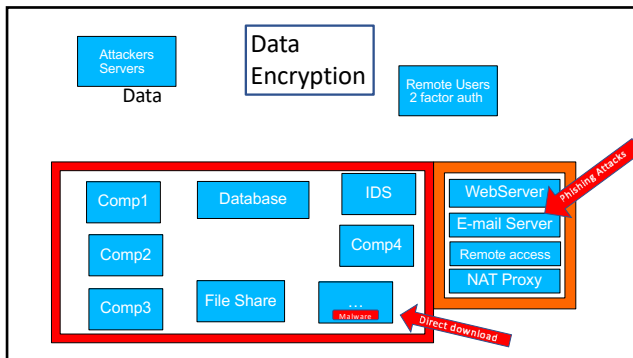 Attackers
Servers
Data
Data
Encryption
Remote Users
2 factor auth
Comp1
Database
IDS
Comp2
Comp4
Comp3
File Share
...
Malware
Direct download
WebServer
E-mail Server
Remote access
NAT Proxy
Phishing Attacks